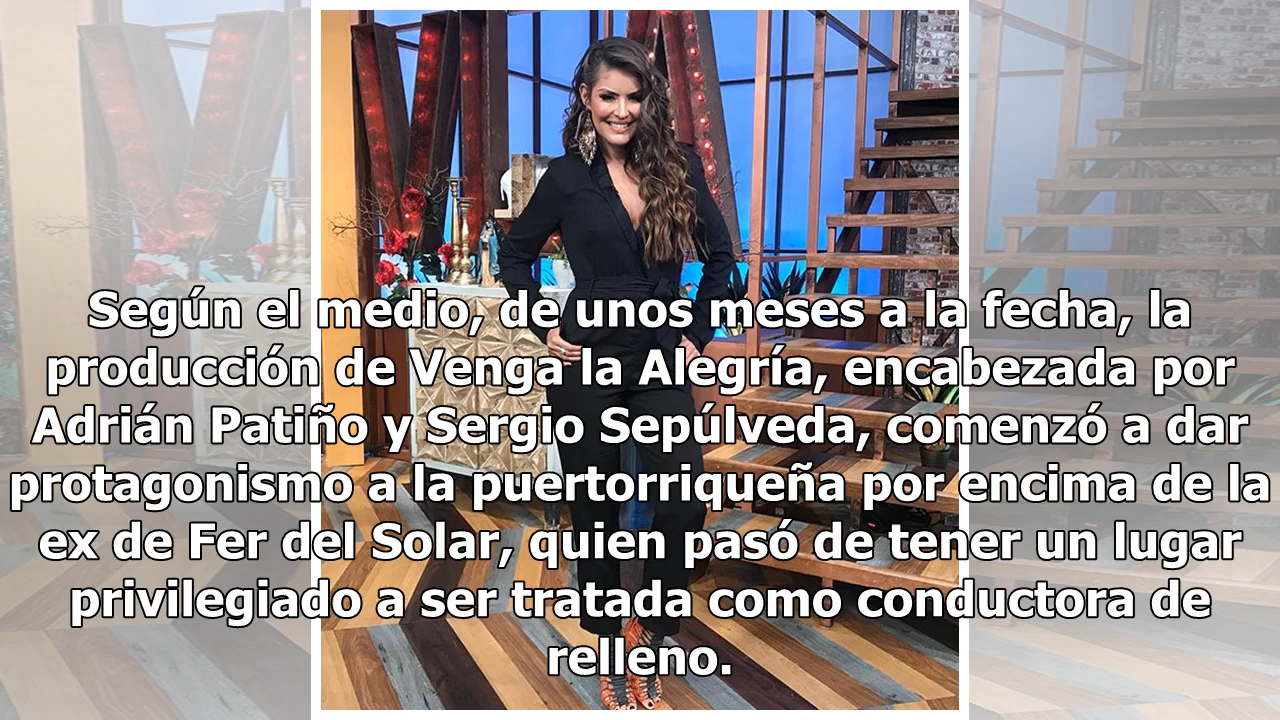 Según el medio, de unos meses a la fecha, la
producción de Venga la Alegría, encabezada por
Adrián Patiño y Sergio Sepúlveda, comenzó a dar
protagonismo a la puertorriqueña por encima de la
ex de Fer del Solar, quien pasó de tener un lugar
privilegiado a ser tratada como conductora de
relleno.